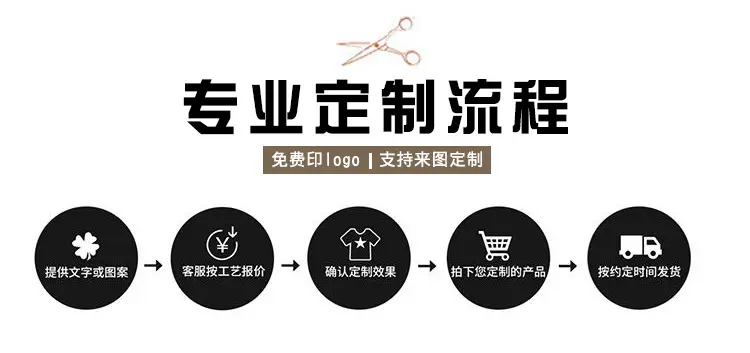 专业定制流程
免费印logo | 支持来图定制
提供文字或图案
客服按工艺报价
确认定制效果
拍下您定制的产品
按约定时间发货